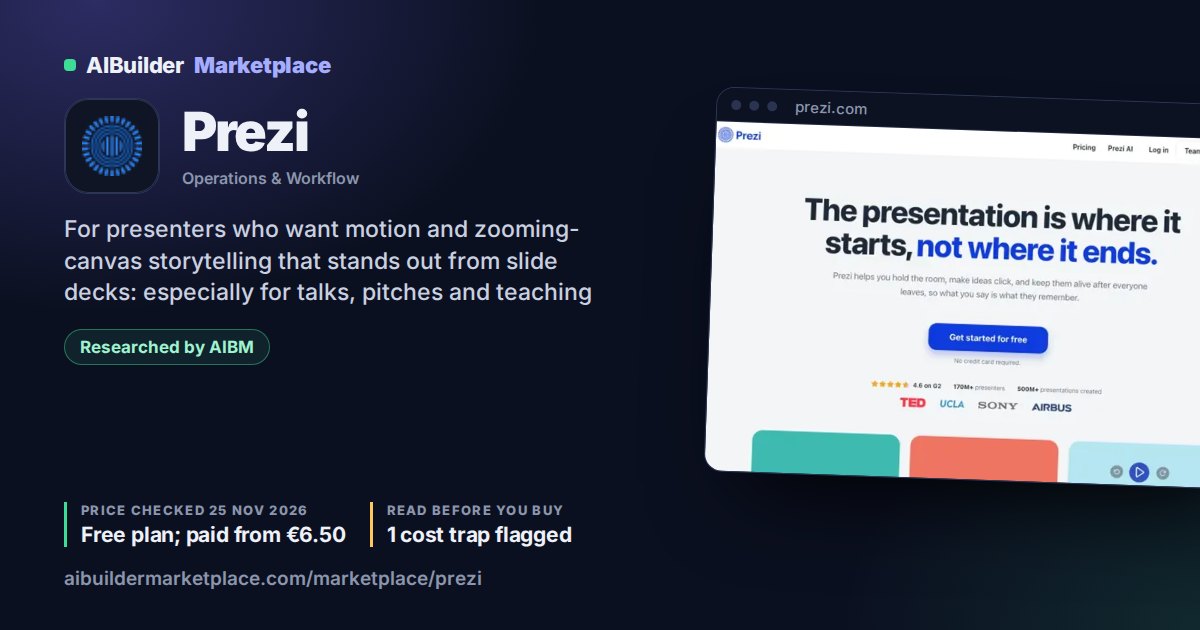 AIBuilder Marketplace
Prezi
Operations & Workflow
For presenters who want motion and zooming-
canvas storytelling that stands out from slide
decks: especially for talks, pitches and teaching
Researched by AIBM
PRICE CHECKED 25 NOV 2026
Free plan; paid from €6.50
READ BEFORE YOU BUY
1 cost trap flagged
aibuildermarketplace.com/marketplace/prezi
prezi.com
Prezi
Pricing Prezi AI Log in
The presentation is where it
starts, not where it ends.
Prezi helps you hold the room, make ideas click, and keep them alive after everyone
leaves, so what you say is what they remember.
Get started for free
No credit card required.
4.6 on G2 170M+ presenters 500M+ presentations created
TED UCLA SONY AIRBUS